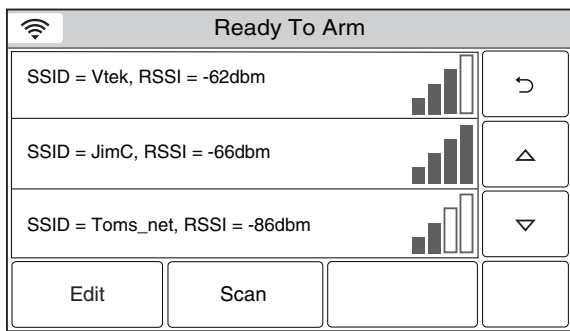 Ready To Arm
SSID = Vtek, RSSI = -62dbm
SSID = JimC, RSSI = -66dbm
SSID = Toms_net, RSSI = -86dbm
Edit
Scan